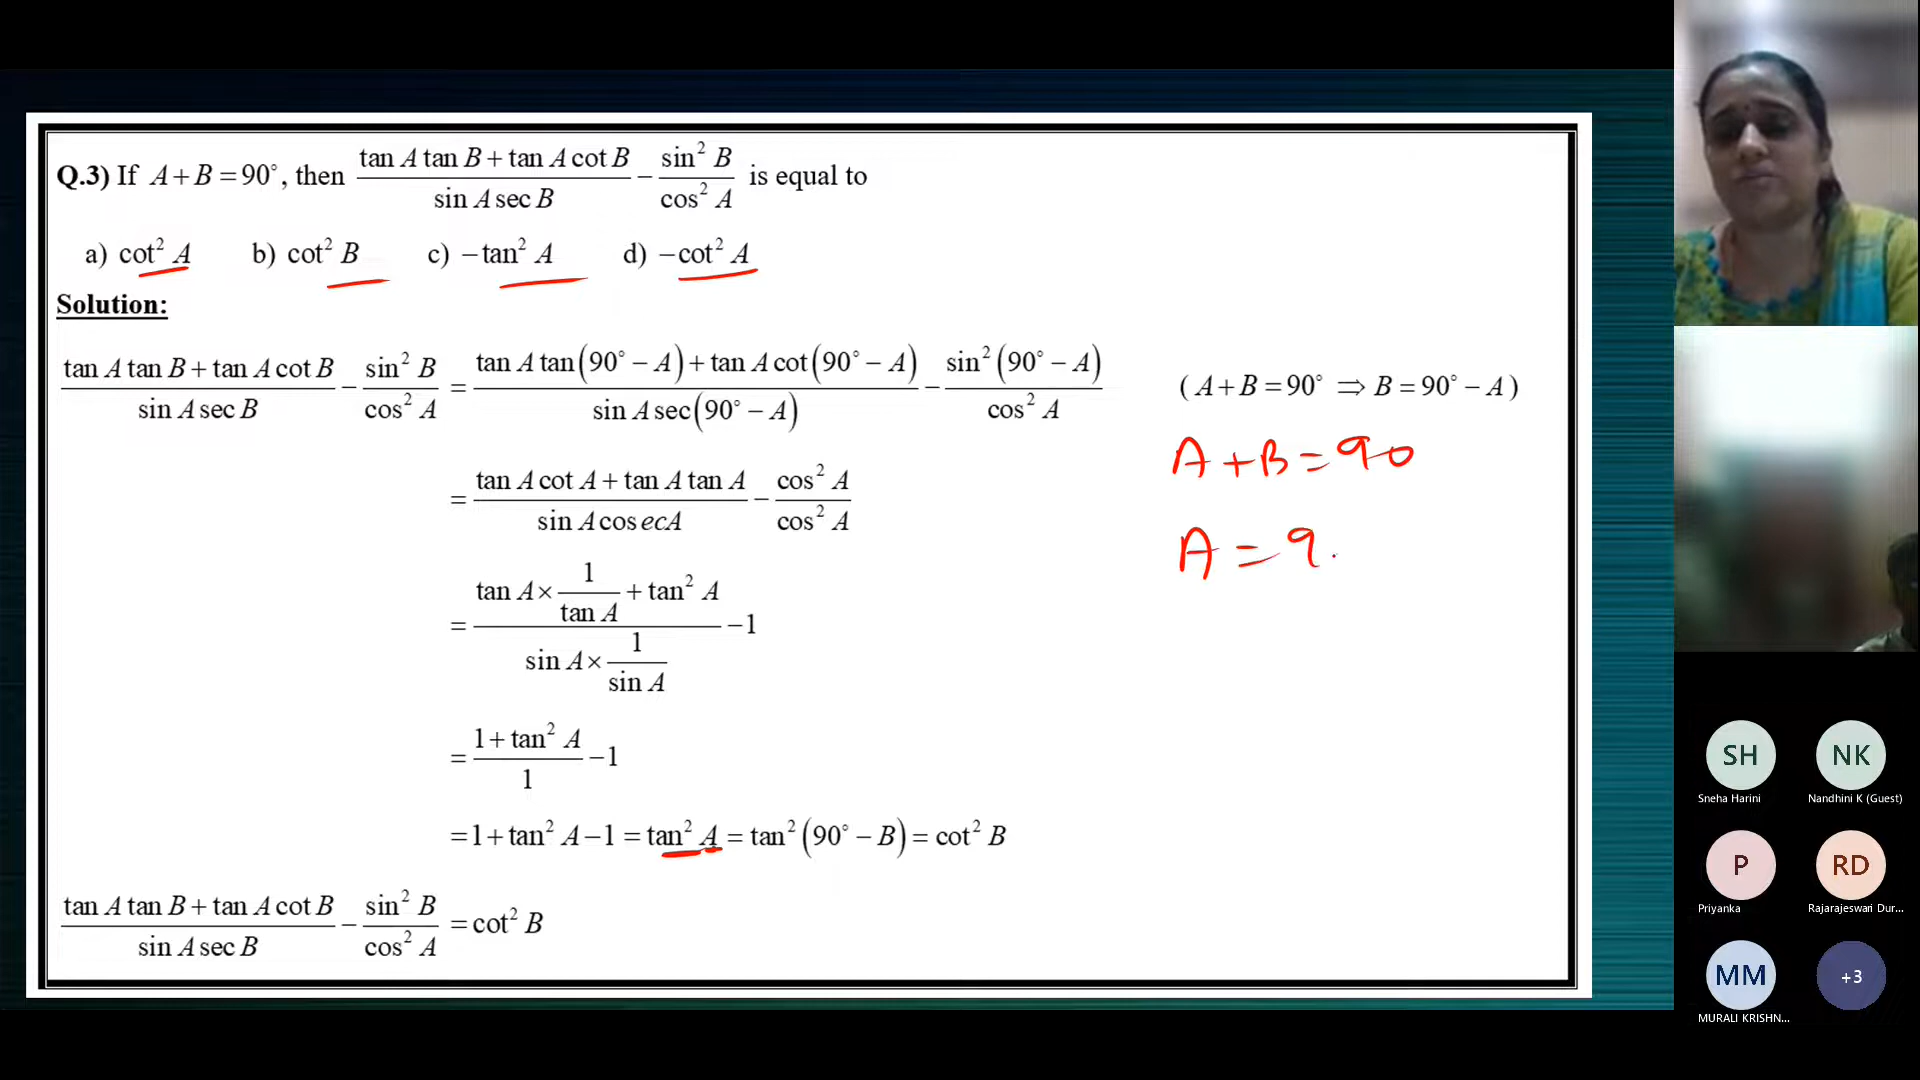 Q.3) If A+B=90°, then (tan A tan B + tan A cot B)/(sin A sec B) − sin² B/cos² A is equal to
a) cot² A b) cot² B c) −tan² A d) −cot² A
Solution:
(tan A tan B + tan A cot B)/(sin A sec B) − sin² B/cos² A = (tan A tan(90° − A) + tan A cot(90° − A))/(sin A sec(90° − A)) − sin²(90° − A)/cos² A (A+B=90° ⇒ B=90°−A)
A+B=90
= (tan A cot A + tan A tan A)/(sin A cosecA) − cos² A/cos² A
A=9.
= (tan A × 1/tan A + tan² A)/(sin A × 1/sin A) −1
= (1+tan² A)/1 −1
=1+tan² A−1 = tan² A = tan²(90° − B) = cot² B
(tan A tan B + tan A cot B)/(sin A sec B) − sin² B/cos² A = cot² B
SH
Sneha Harini
NK
Nandhini K (Guest)
P
Priyanka
RD
Rajarajeswari Dur...
MM
MURALI KRISHN...
+3